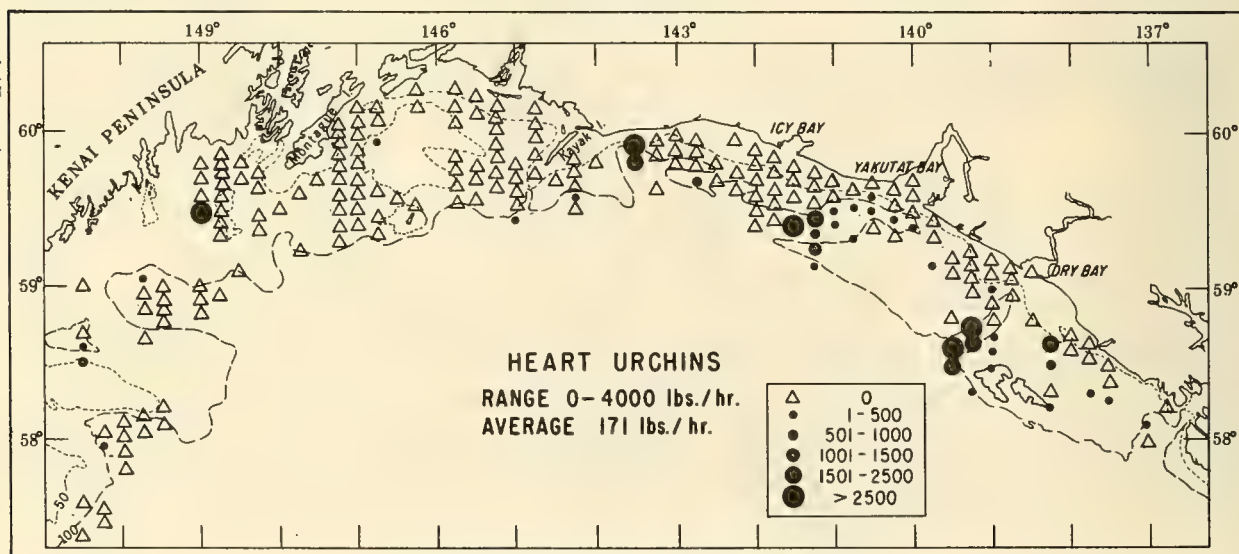 149° 146° 143° 140° 137°
KENAI PENINSULA
Montague
Kayak
ICY BAY
YAKUTAT BAY
DRY BAY
60° 60°
59° 59°
58° 58°
50
100
HEART URCHINS
RANGE 0-4000 lbs./hr.
AVERAGE 171 lbs./hr.
0
1-500
501-1000
1001-1500
1501-2500
>2500